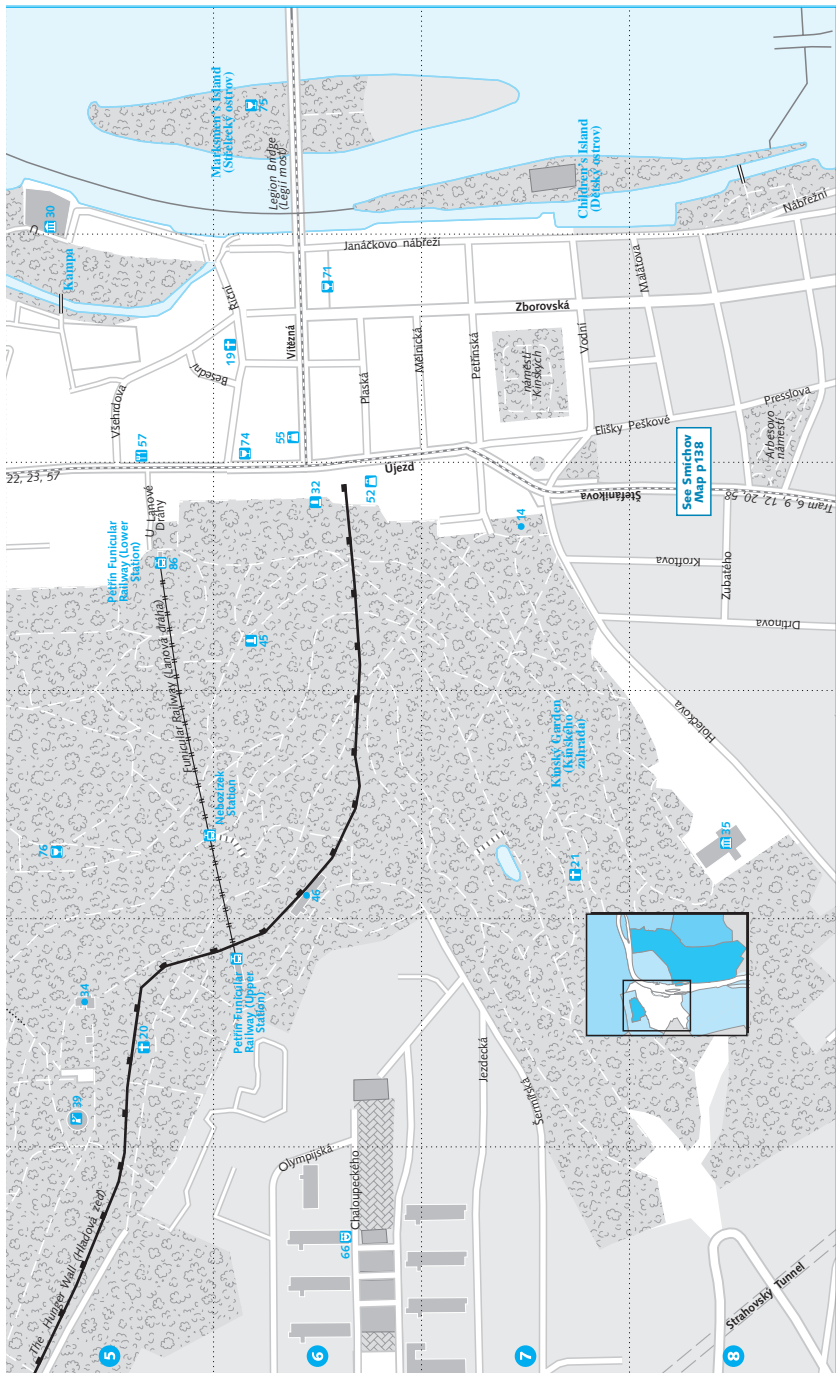 Marksmen's Island
(Střelecký ostrov)
75
Legion Bridge
(Legií most)
Children's Island
(Dětský ostrov)
Nábřežní
30
U
Kampa
Janáčkovo nábřeží
71
Malátova
Říční
Zborovská
19
Vítězná
Besední
Plaská
Mělnická
Petřínská
náměstí
Kinských
Vodní
Všehrdova
57
74
55
Elišky Peškové
Presslova
Arbesovo
náměstí
22, 23, 57
Újezd
See Smíchov
Map p138
Štefánikova
Tram 6, 9, 12, 20, 58
U Lanové
Dráhy
32
52
14
Petřín Funicular
Railway (Lower
Station)
86
Kroftova
Zubatého
Drtinova
45
Funicular Railway (Lanová dráha)
Holečkova
Kinský Garden
(Kinského
zahrada)
Nebozízek
Station
76
35
21
46
34
Petřín Funicular
Railway (Upper
Station)
20
39
Jezdecká
Šermířská
Olympijská
Chaloupeckého
66
The Hunger Wall (Hladová zeď)
Strahovský Tunnel
5
6
7
8